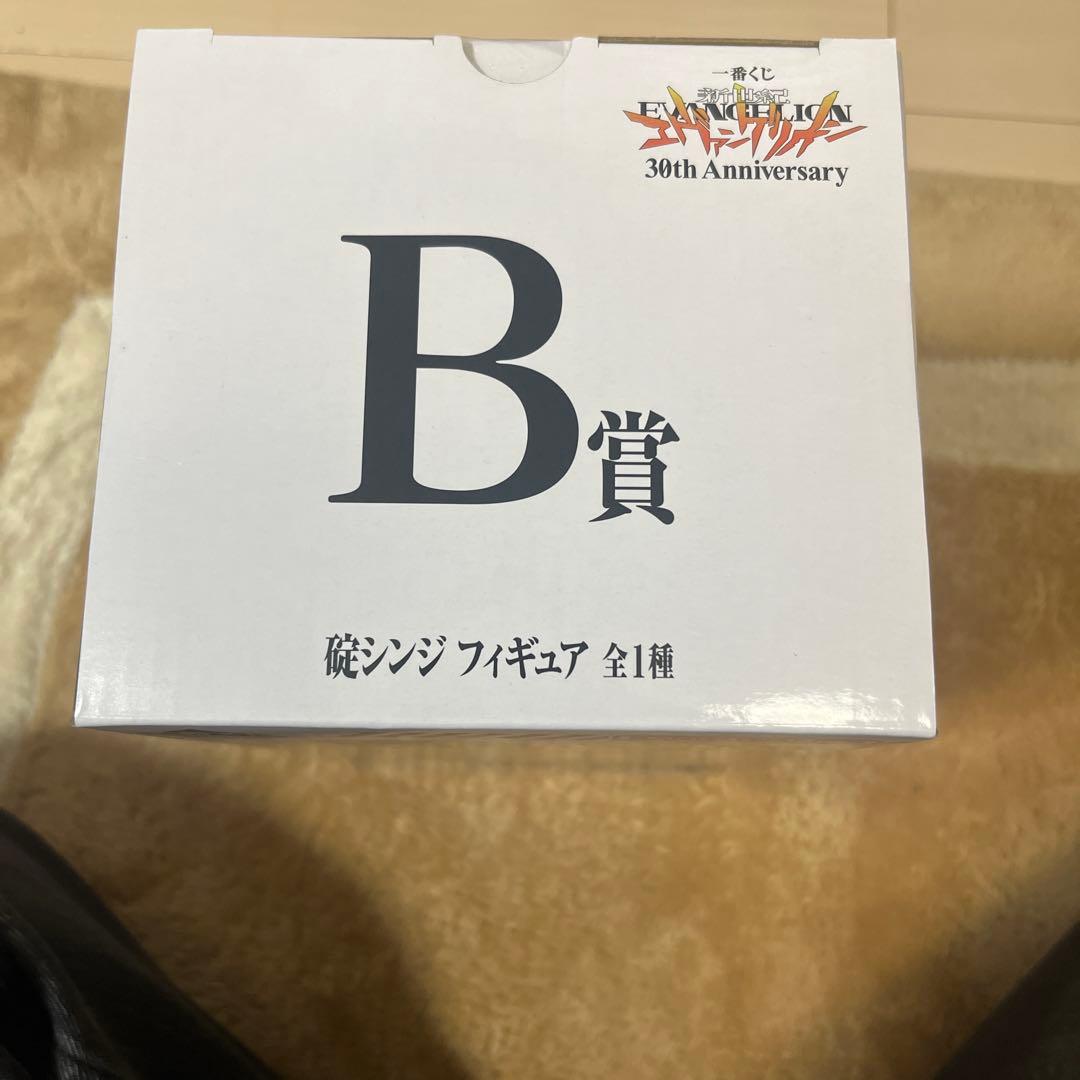 一番くじ
新世紀
EVANGELION
エヴァンゲリオン
30th Anniversary
B賞
碇シンジ フィギュア 全1種